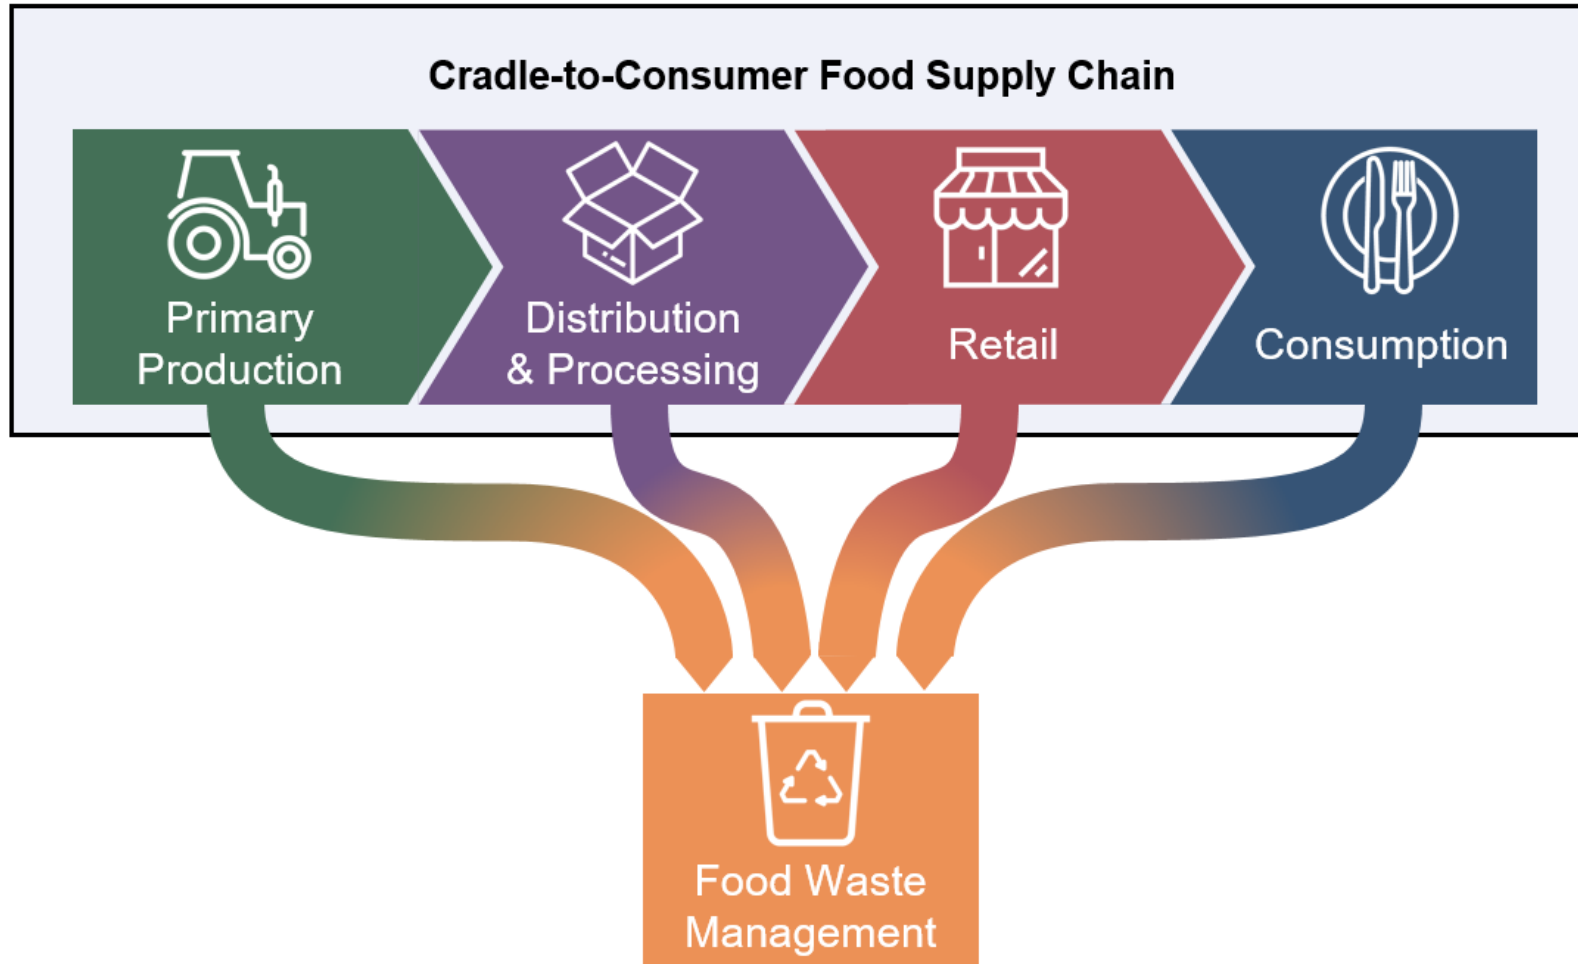 Cradle-to-Consumer Food Supply Chain
Primary
Production
Distribution
& Processing
Retail
Consumption
Food Waste
Management